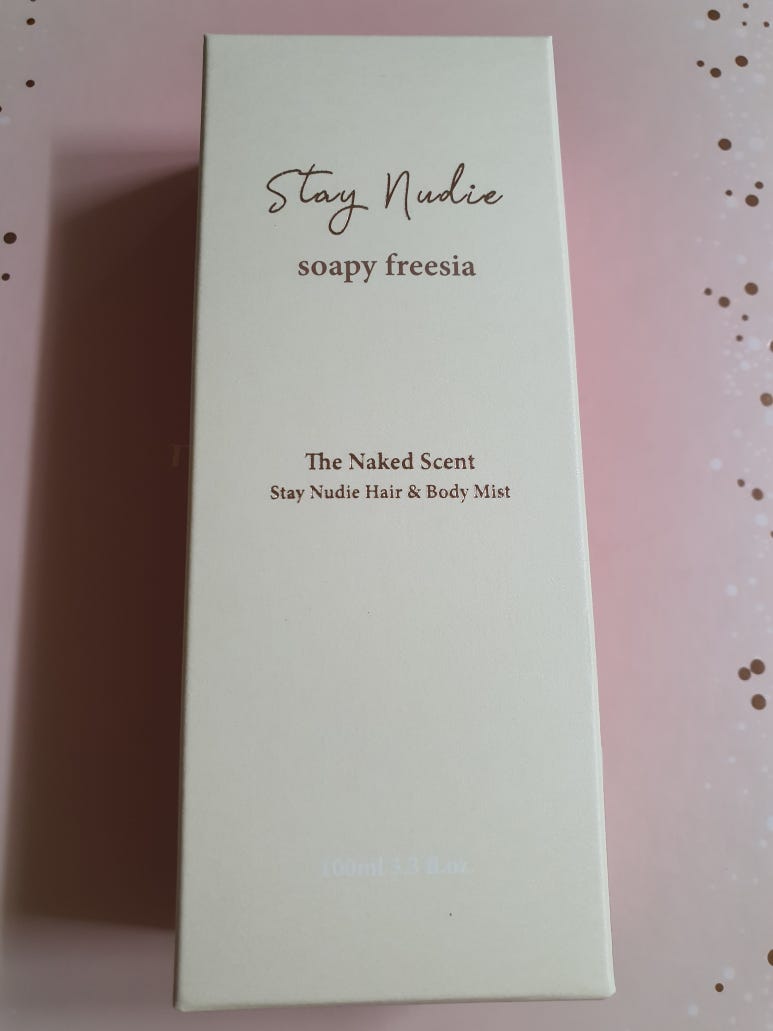 Stay Nudie
soapy freesia
The Naked Scent
Stay Nudie Hair & Body Mist
100ml 3.3 fl.oz